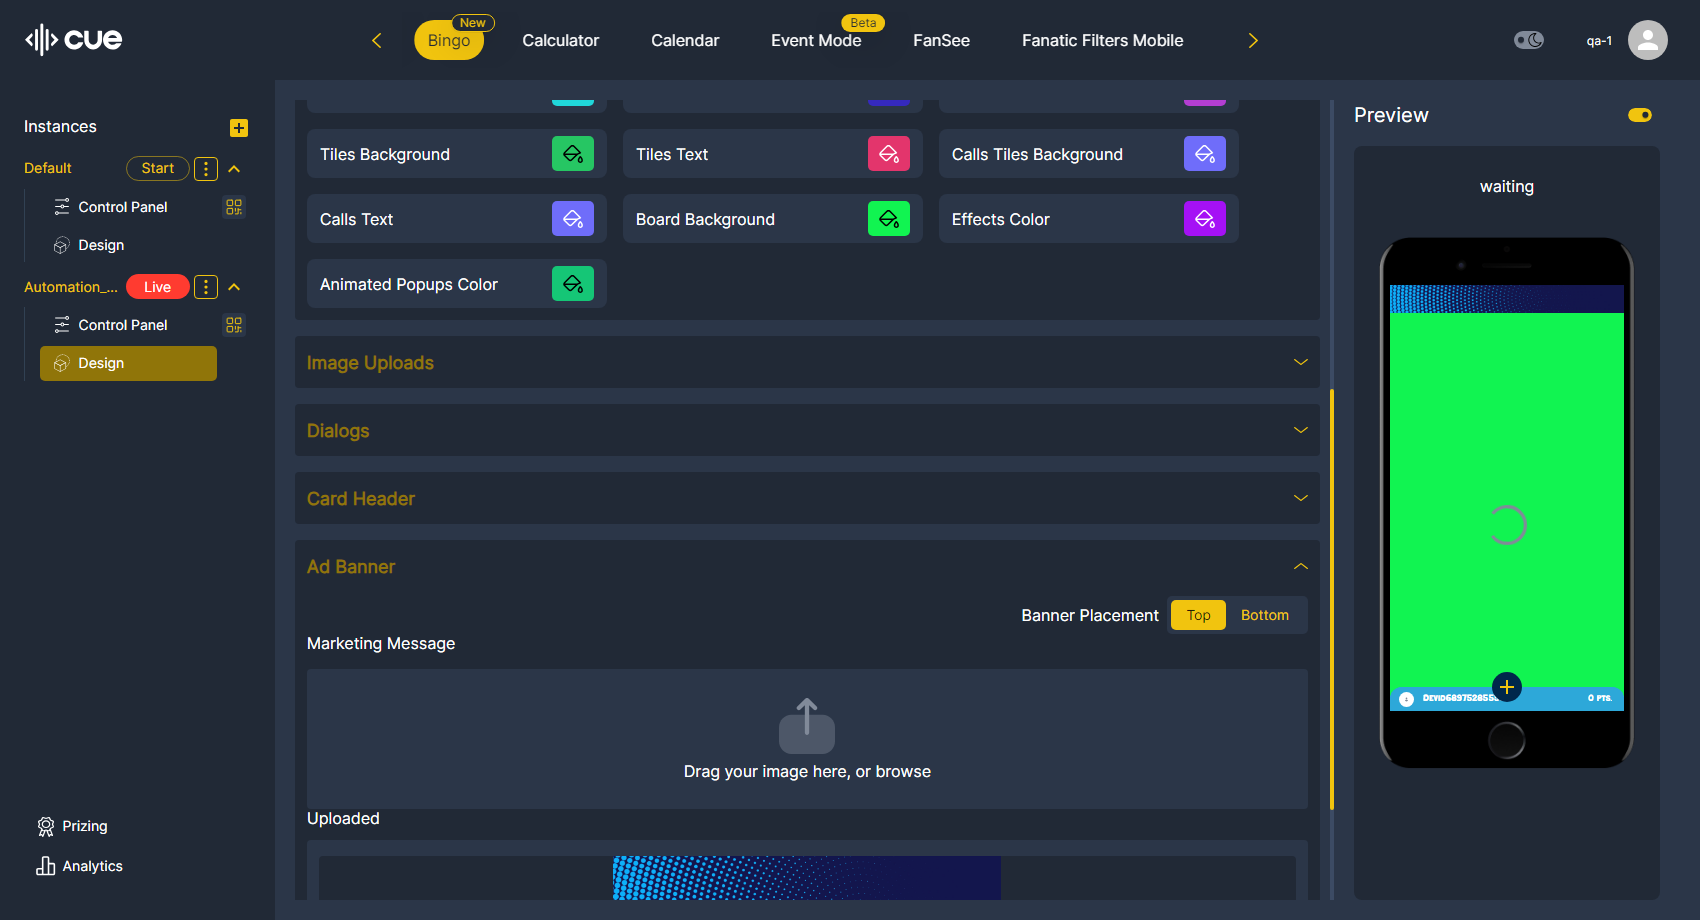 cue
New
Bingo
Calculator
Calendar
Beta
Event Mode
FanSee
Fanatic Filters Mobile
qa-1
Instances
Default
Start
Control Panel
Design
Automation_...
Live
Control Panel
Design
Prizing
Analytics
Tiles Background
Tiles Text
Calls Tiles Background
Calls Text
Board Background
Effects Color
Animated Popups Color
Image Uploads
Dialogs
Card Header
Ad Banner
Banner Placement
Top
Bottom
Marketing Message
Drag your image here, or browse
Uploaded
Preview
waiting
0 PTS.